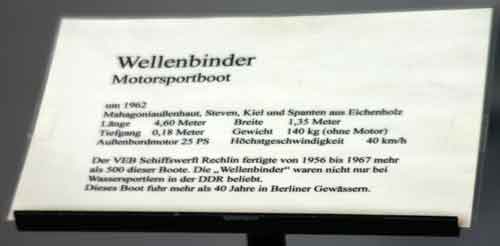 Wellenbinder
Motorsportboot
um 1962
Mahagoniaußenhaut, Steven, Kiel und Spanten aus Eichenholz
Länge 4,60 Meter Breite 1,35 Meter
Tiefgang 0,18 Meter Gewicht 140 kg (ohne Motor)
Außenbordmotor 25 PS Höchstgeschwindigkeit 40 km/h
Der VEB Schiffswerft Rechlin fertigte von 1956 bis 1967 mehr
als 500 dieser Boote. Die „Wellenbinder“ waren nicht nur bei
Wassersportlern in der DDR beliebt.
Dieses Boot fuhr mehr als 40 Jahre in Berliner Gewässern.